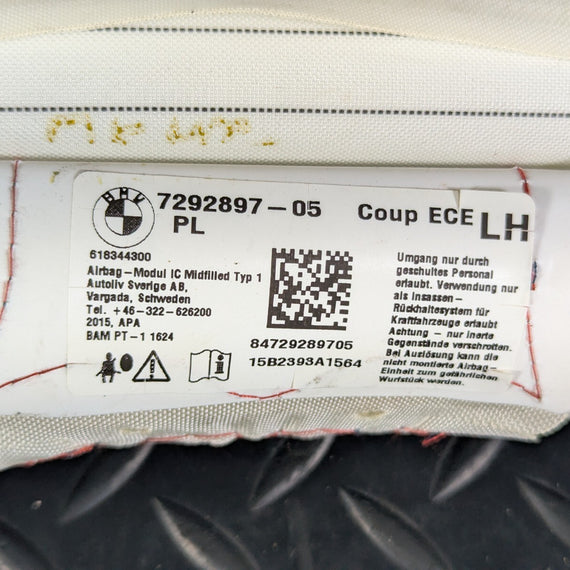 BMW
7292897-05
PL
Coup ECE LH
618344300
Airbag-Modul IC Midfilled Typ 1
Autoliv Sverige AB,
Vargada, Schweden
Tel. +46-322-626200
2015, APA
BAM PT-1 1624
84729289705
15B2393A1564
Umgang nur durch
geschultes Personal
erlaubt. Verwendung nur
als Insassen-
Rückhaltesystem für
Kraftfahrzeuge erlaubt
Achtung - nur inerte
Gegenstände verschrotten.
Bei Auslösung kann die
nicht montierte Airbag-
Einheit zum gefährlichen
Wurfstück warden.